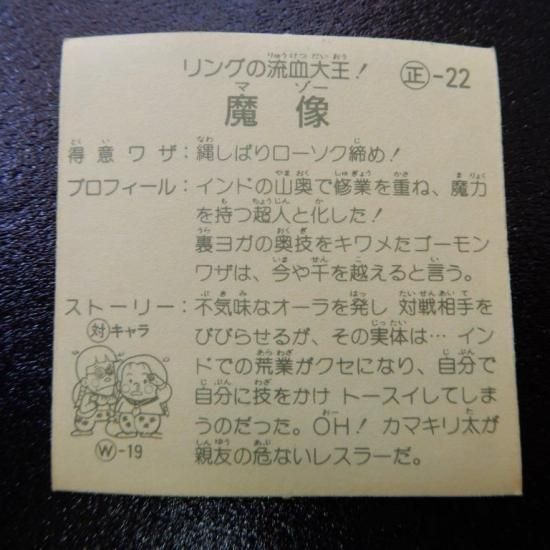 リングの流血大王！ 正-22
魔像
得意ワザ：縄しばりローソク締め！
プロフィール：インドの山奥で修業を重ね、魔力
を持つ超人と化した！
裏ヨガの奥技をキワメたゴーモン
ワザは、今や千を越えると言う。
ストーリー：不気味なオーラを発し 対戦相手を
びびらせるが、その実体は…イン
ドでの荒業がクセになり、自分で
自分に技をかけ トースイしてしま
うのだった。OH！ カマキリ太が
親友の危ないレスラーだ。
対キャラ
W-19